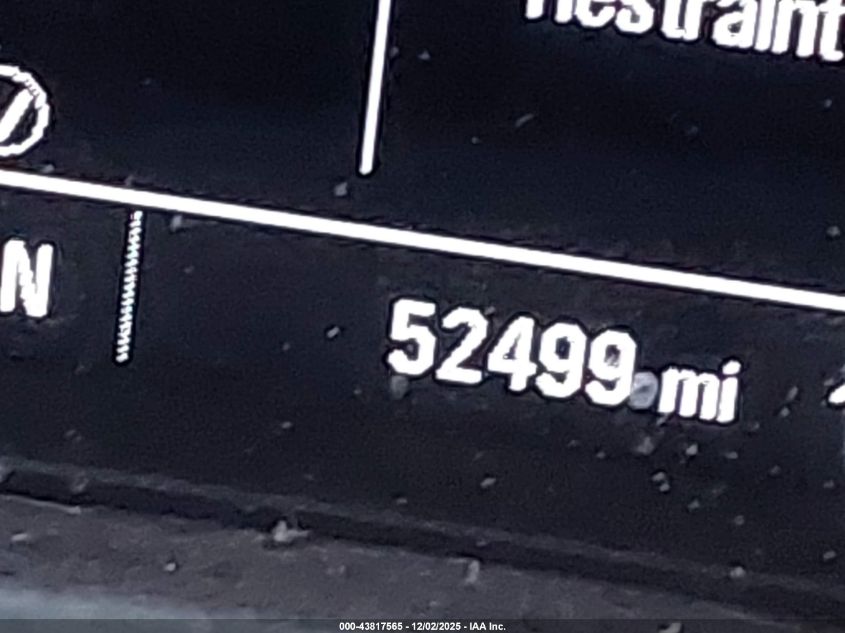 Restraint
N
52499 mi
000-43817565 - 12/02/2025 - IAA Inc.